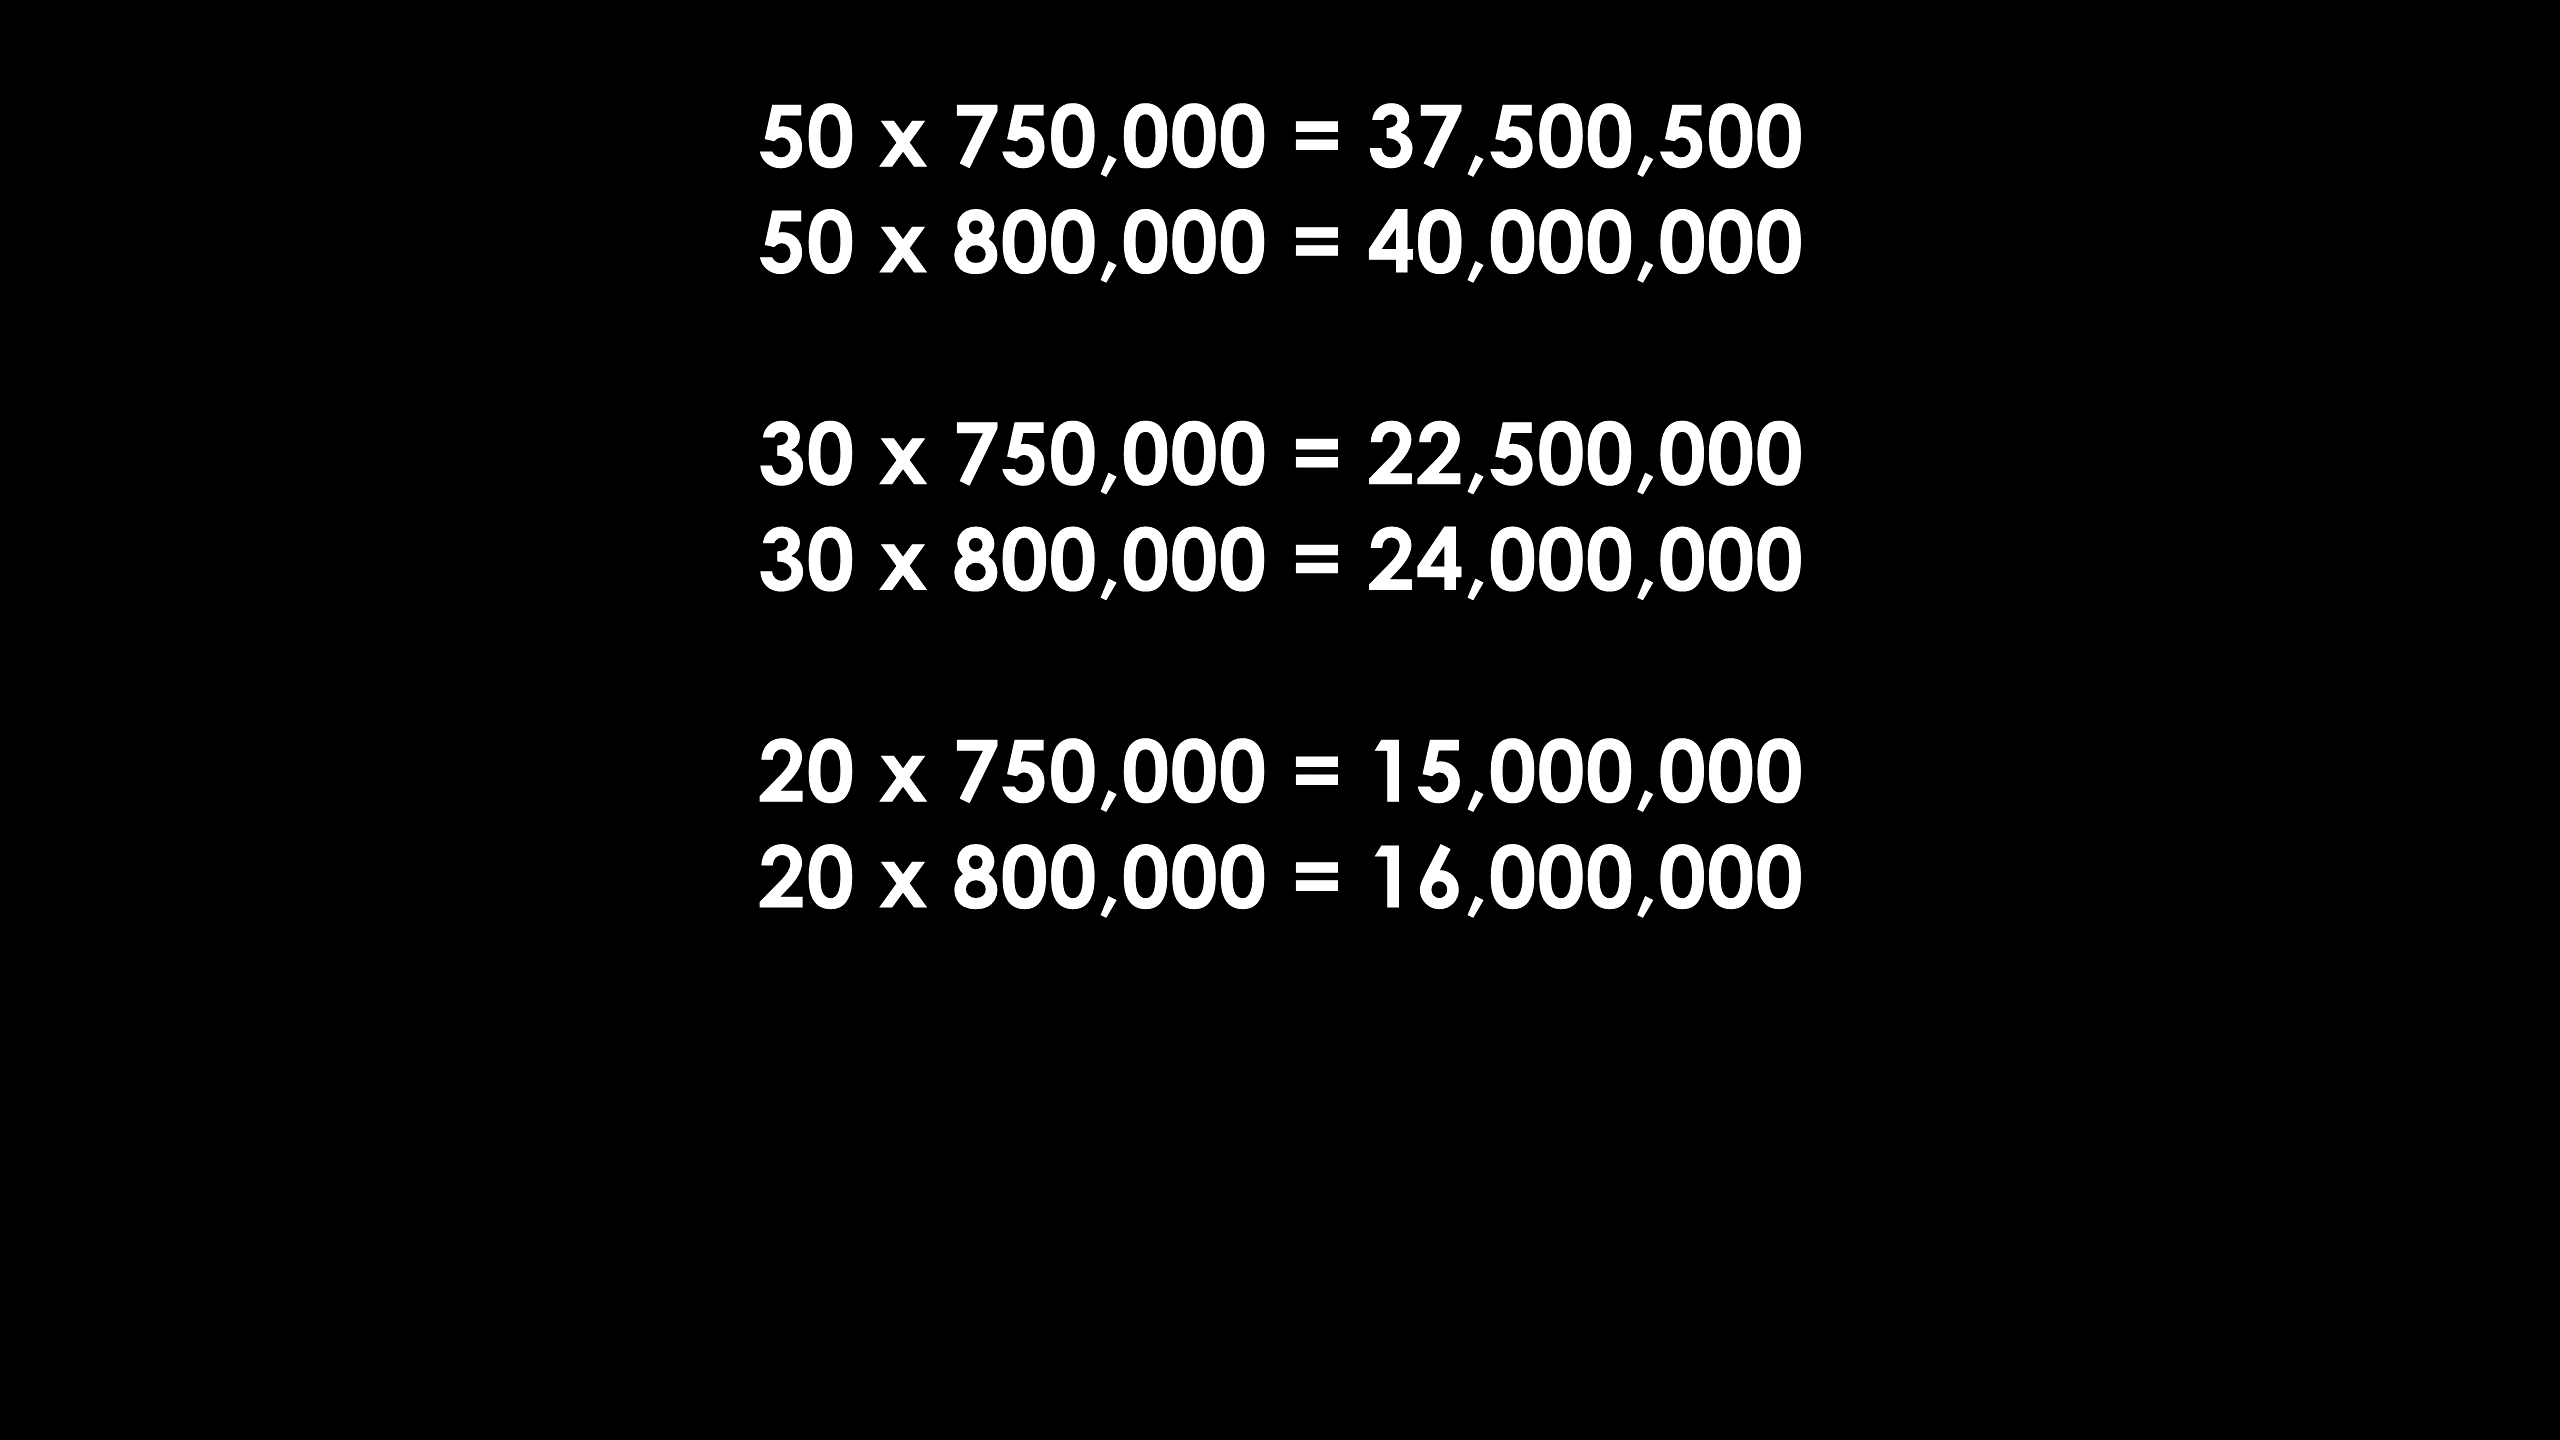 50 x 750,000 = 37,500,500
50 x 800,000 = 40,000,000
30 x 750,000 = 22,500,000
30 x 800,000 = 24,000,000
20 x 750,000 = 15,000,000
20 x 800,000 = 16,000,000